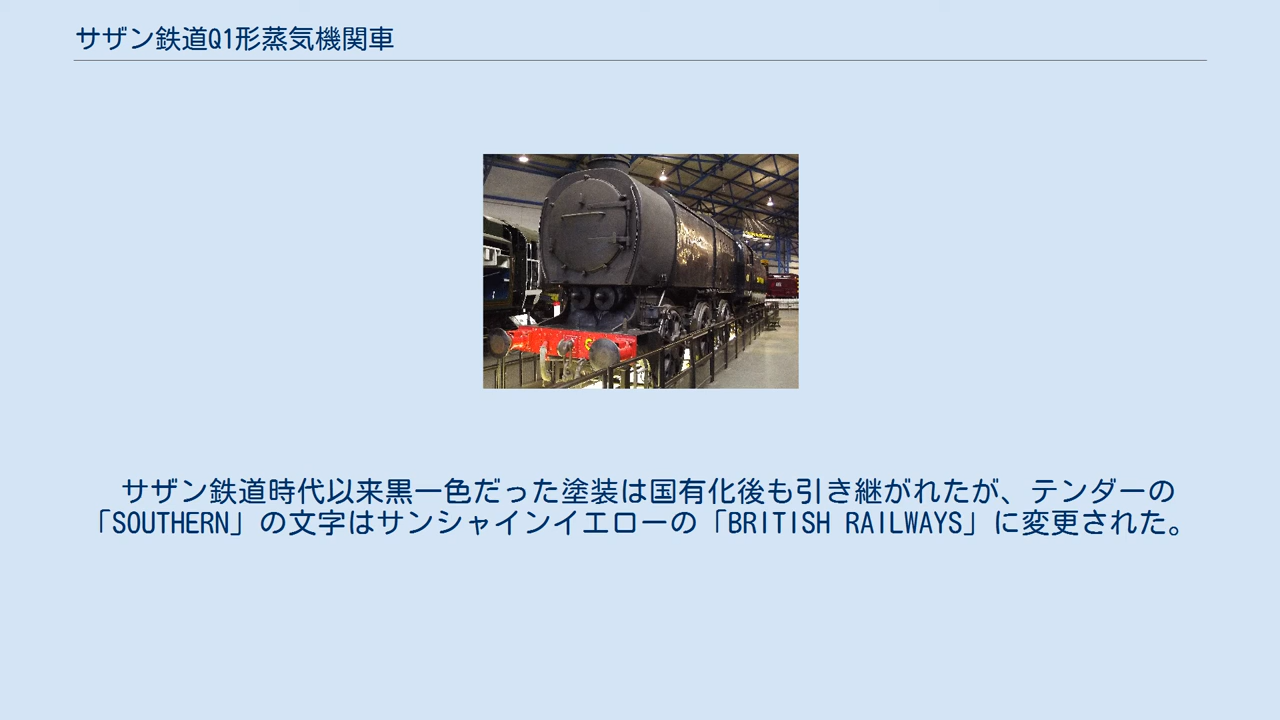 サザン鉄道Q1形蒸気機関車
サザン鉄道時代以来黒一色だった塗装は国有化後も引き継がれたが、テンダーの
「SOUTHERN」の文字はサンシャインイエローの「BRITISH RAILWAYS」に変更された。